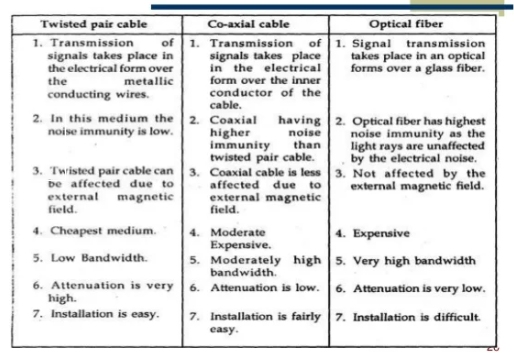 Twisted pair cable
1. Transmission of
signals takes place in
the electrical form over
the metallic
conducting wires.
2. In this medium the
noise immunity is low.
3. Twisted pair cable can
be affected due to
external magnetic
field.
4. Cheapest medium.
5. Low Bandwidth.
6. Attenuation is very
high.
7. Installation is easy.
Co-axial cable
1. Transmission of
signals takes place
in the electrical
form over the inner
conductor of the
cable.
2. Coaxial having
higher noise
immunity than
twisted pair cable.
3. Coaxial cable is less
affected due to
external magnetic
field.
4. Moderate
Expensive.
5. Moderately high
bandwidth.
6. Attenuation is low.
7. Installation is fairly
easy.
Optical fiber
1. Signal transmission
takes place in an optical
forms over a glass fiber.
2. Optical fiber has highest
noise immunity as the
light rays are unaffected
by the electrical noise.
3. Not affected by the
external magnetic field.
4. Expensive
5. Very high bandwidth
6. Attenuation is very low.
7. Installation is difficult.